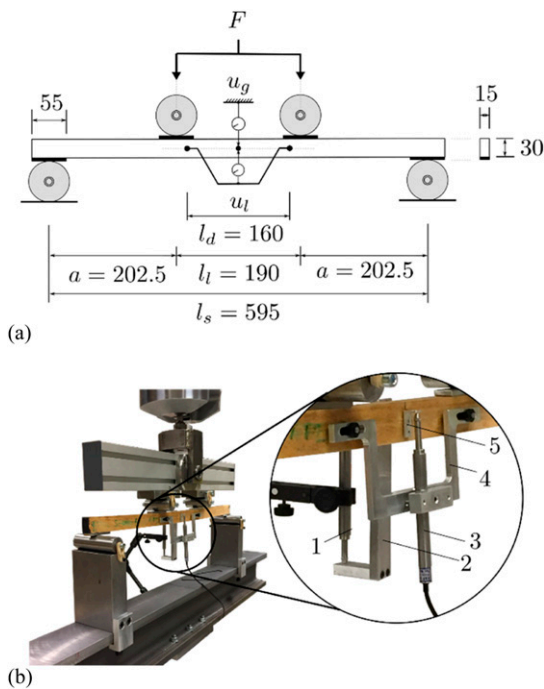 F
u_g
55
15
30
u_l
l_d = 160
a = 202.5
l_l = 190
a = 202.5
l_s = 595
(a)
5
4
1
3
2
(b)